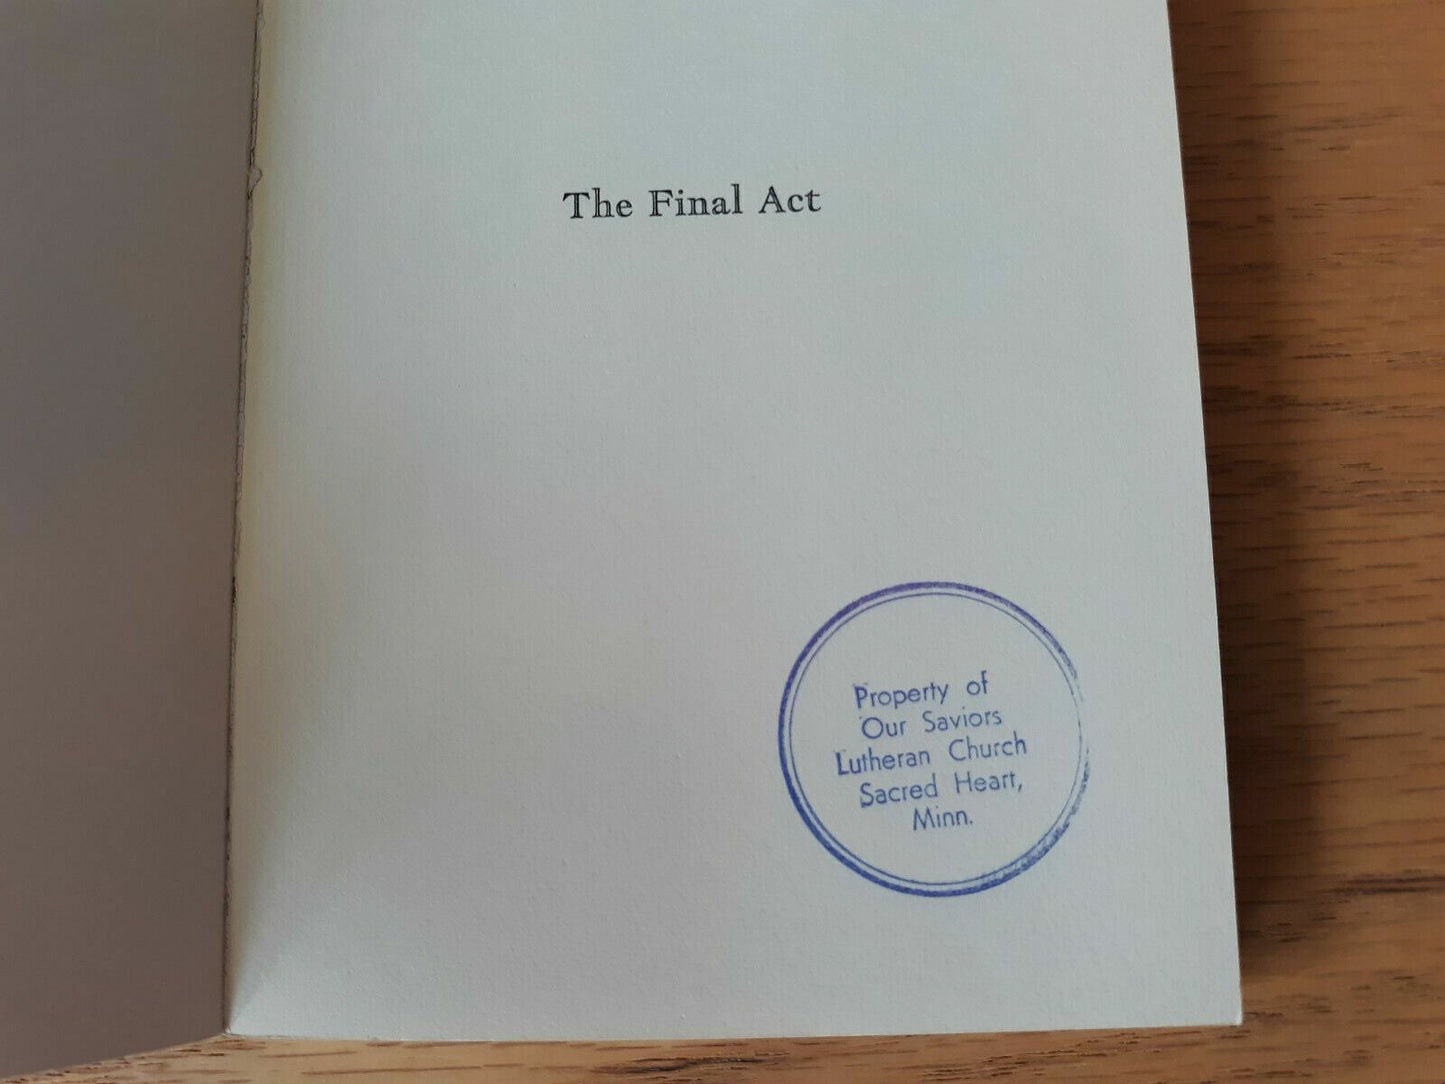 The Final Act
Property of
Our Saviors
Lutheran Church
Sacred Heart,
Minn.